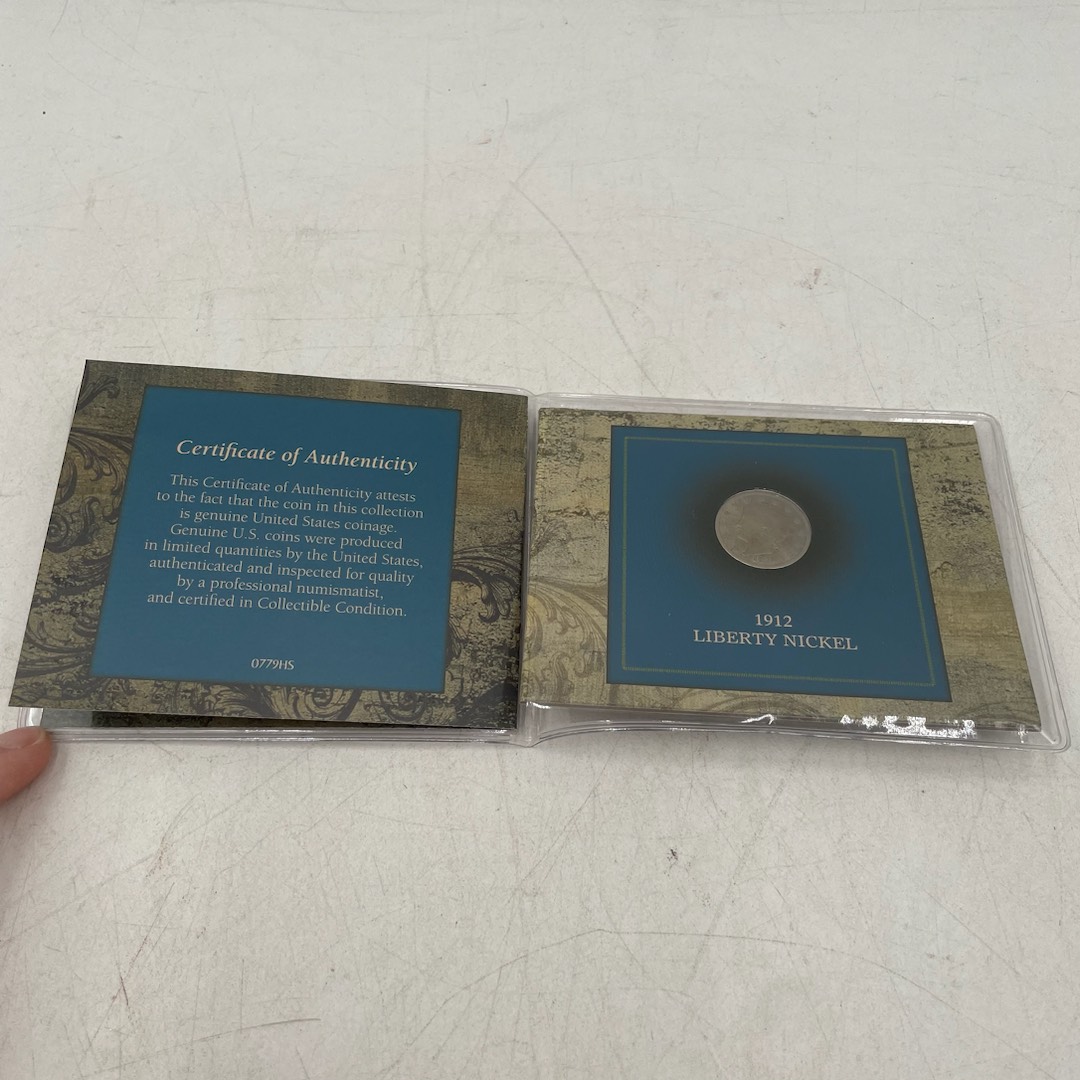 Certificate of Authenticity
This Certificate of Authenticity attests
to the fact that the coin in this collection
is genuine United States coinage.
Genuine U.S. coins were produced
in limited quantities by the United States,
authenticated and inspected for quality
by a professional numismatist,
and certified in Collectible Condition.
0779HS
1912
LIBERTY NICKEL